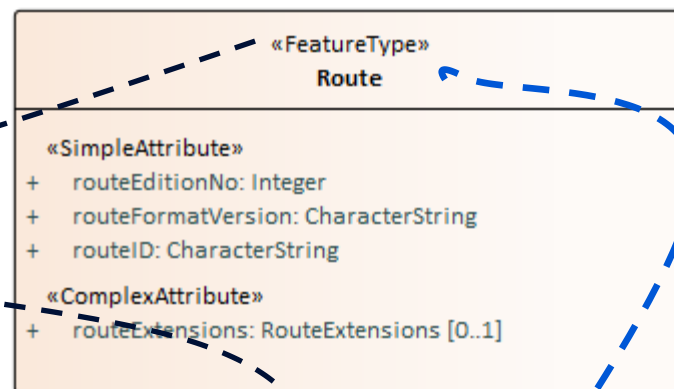 «FeatureType»
Route
«SimpleAttribute»
+ routeEditionNo: Integer
+ routeFormatVersion: CharacterString
+ routeID: CharacterString
«ComplexAttribute»
+ routeExtensions: RouteExtensions [0..1]